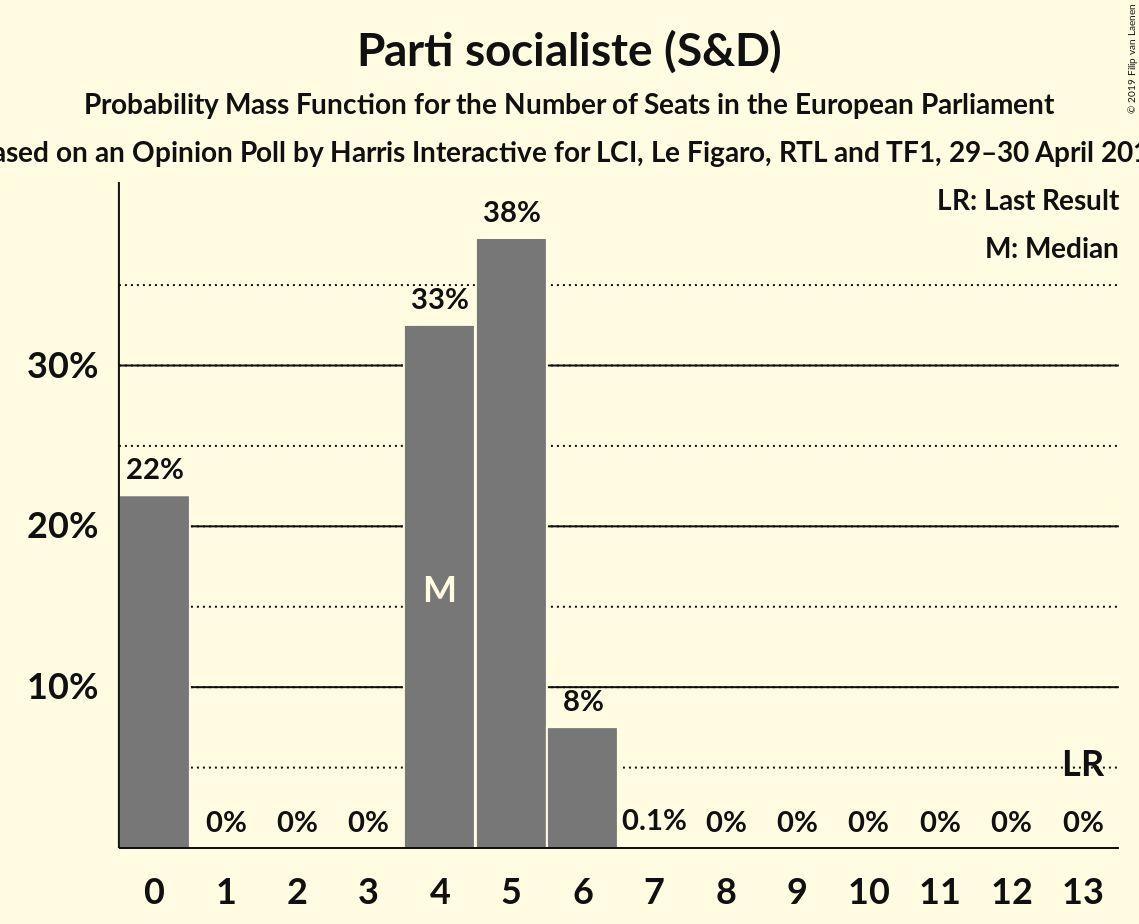 Parti socialiste (S&D)
Probability Mass Function for the Number of Seats in the European Parliament
ased on an Opinion Poll by Harris Interactive for LCI, Le Figaro, RTL and TF1, 29–30 April 201
© 2019 Filip van Laenen
LR: Last Result
M: Median
38%
33%
30%
22%
20%
M
10%
8%
LR
0% 0% 0% 0.1% 0% 0% 0% 0% 0% 0%
0 1 2 3 4 5 6 7 8 9 10 11 12 13